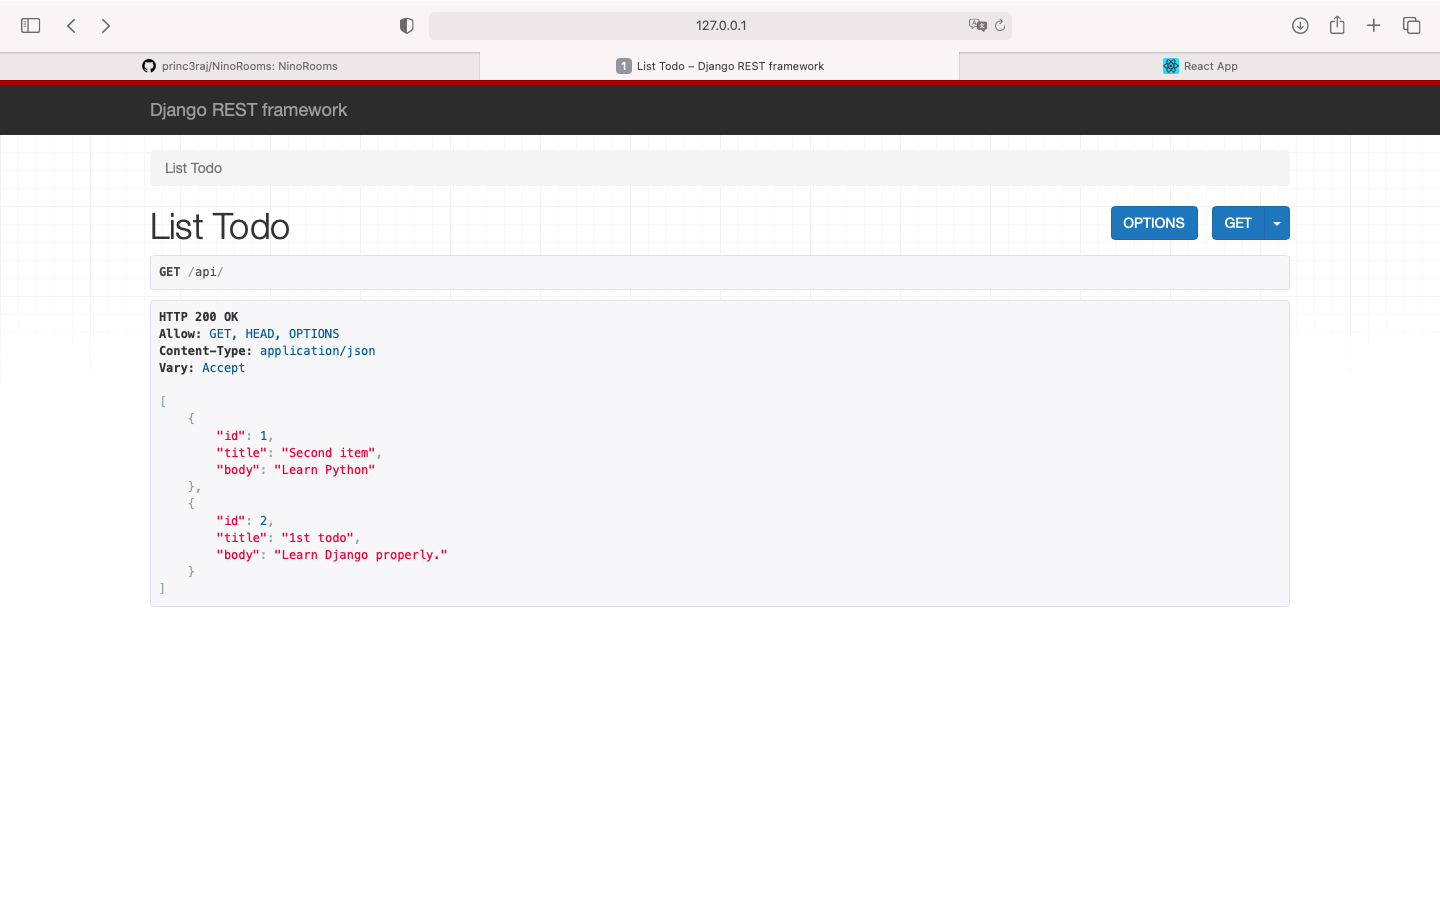 127.0.0.1
princ3raj/NinoRooms: NinoRooms
1 List Todo – Django REST framework
React App
Django REST framework
List Todo
List Todo
OPTIONS
GET
GET /api/
HTTP 200 OK
Allow: GET, HEAD, OPTIONS
Content-Type: application/json
Vary: Accept
[
    {
        "id": 1,
        "title": "Second item",
        "body": "Learn Python"
    },
    {
        "id": 2,
        "title": "1st todo",
        "body": "Learn Django properly."
    }
]